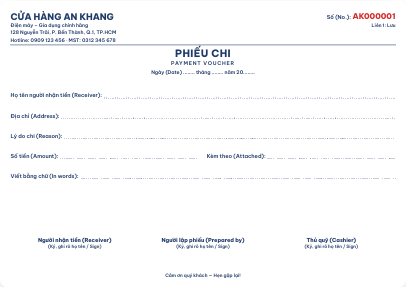 CỬA HÀNG AN KHANG
Điện máy – Gia dụng chính hãng
128 Nguyễn Trãi, P. Bến Thành, Q.1, TP.HCM
Hotline: 0909 123 456 · MST: 0312 345 678
Số (No.): AK000001
Liên 1: Lưu
PHIẾU CHI
PAYMENT VOUCHER
Ngày (Date) ........ tháng ........ năm 20........
Họ tên người nhận tiền (Receiver):
Địa chỉ (Address):
Lý do chi (Reason):
Số tiền (Amount): Kèm theo (Attached):
Viết bằng chữ (In words):
Người nhận tiền (Receiver) Người lập phiếu (Prepared by) Thủ quỹ (Cashier)
(Ký, ghi rõ họ tên / Sign) (Ký, ghi rõ họ tên / Sign) (Ký, ghi rõ họ tên / Sign)
Cảm ơn quý khách — Hẹn gặp lại!